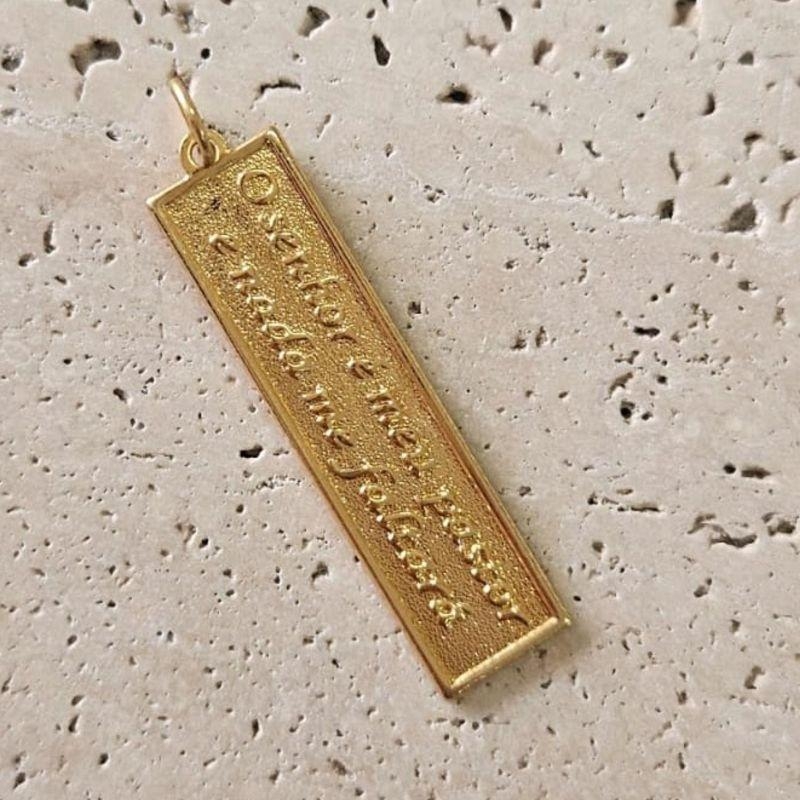 O senhor é meu pastor
e nada me faltará